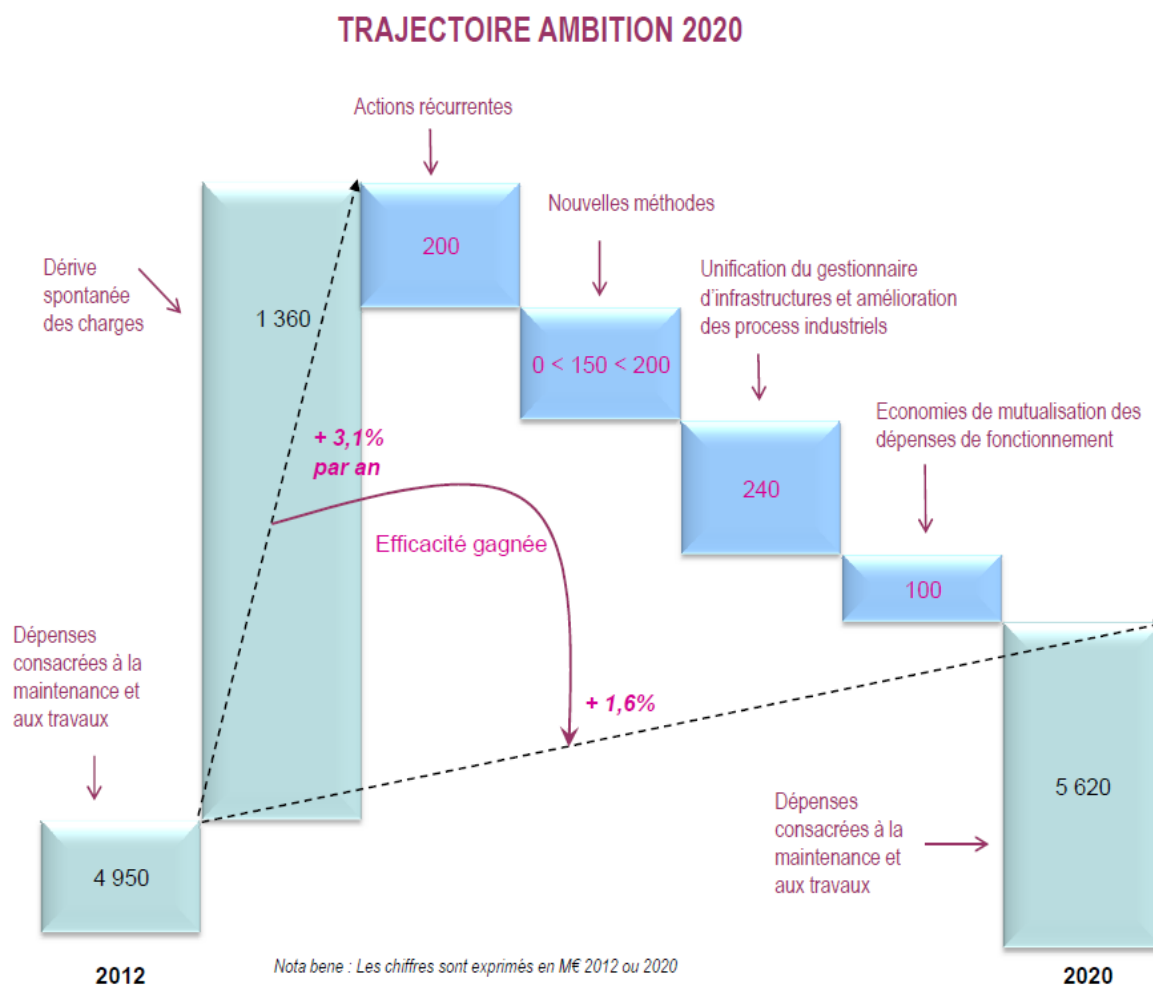 TRAJECTOIRE AMBITION 2020
Actions récurrentes
Nouvelles méthodes
Dérive
spontanée
des charges
200
Unification du gestionnaire
d'infrastructures et amélioration
des process industriels
1 360
0 < 150 < 200
Economies de mutualisation des
dépenses de fonctionnement
+ 3,1%
par an
240
Efficacité gagnée
100
Dépenses
consacrées à la
maintenance et
aux travaux
+ 1,6%
5 620
Dépenses
consacrées à la
maintenance et
aux travaux
4 950
Nota bene : Les chiffres sont exprimés en M€ 2012 ou 2020
2012
2020